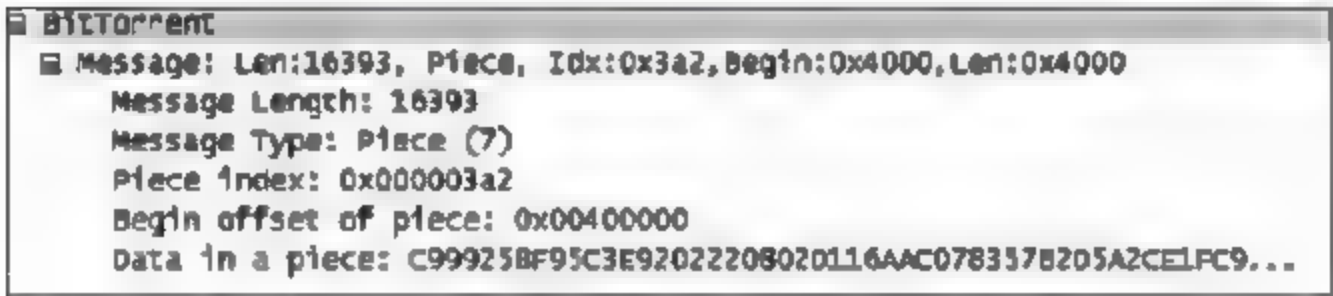 BitTorrent
Message: Len:16393, Piece, Idx:0x3a2,Begin:0x4000,Len:0x4000
Message Length: 16393
Message Type: Piece (7)
Piece index: 0x000003a2
Begin offset of piece: 0x00400000
Data in a piece: